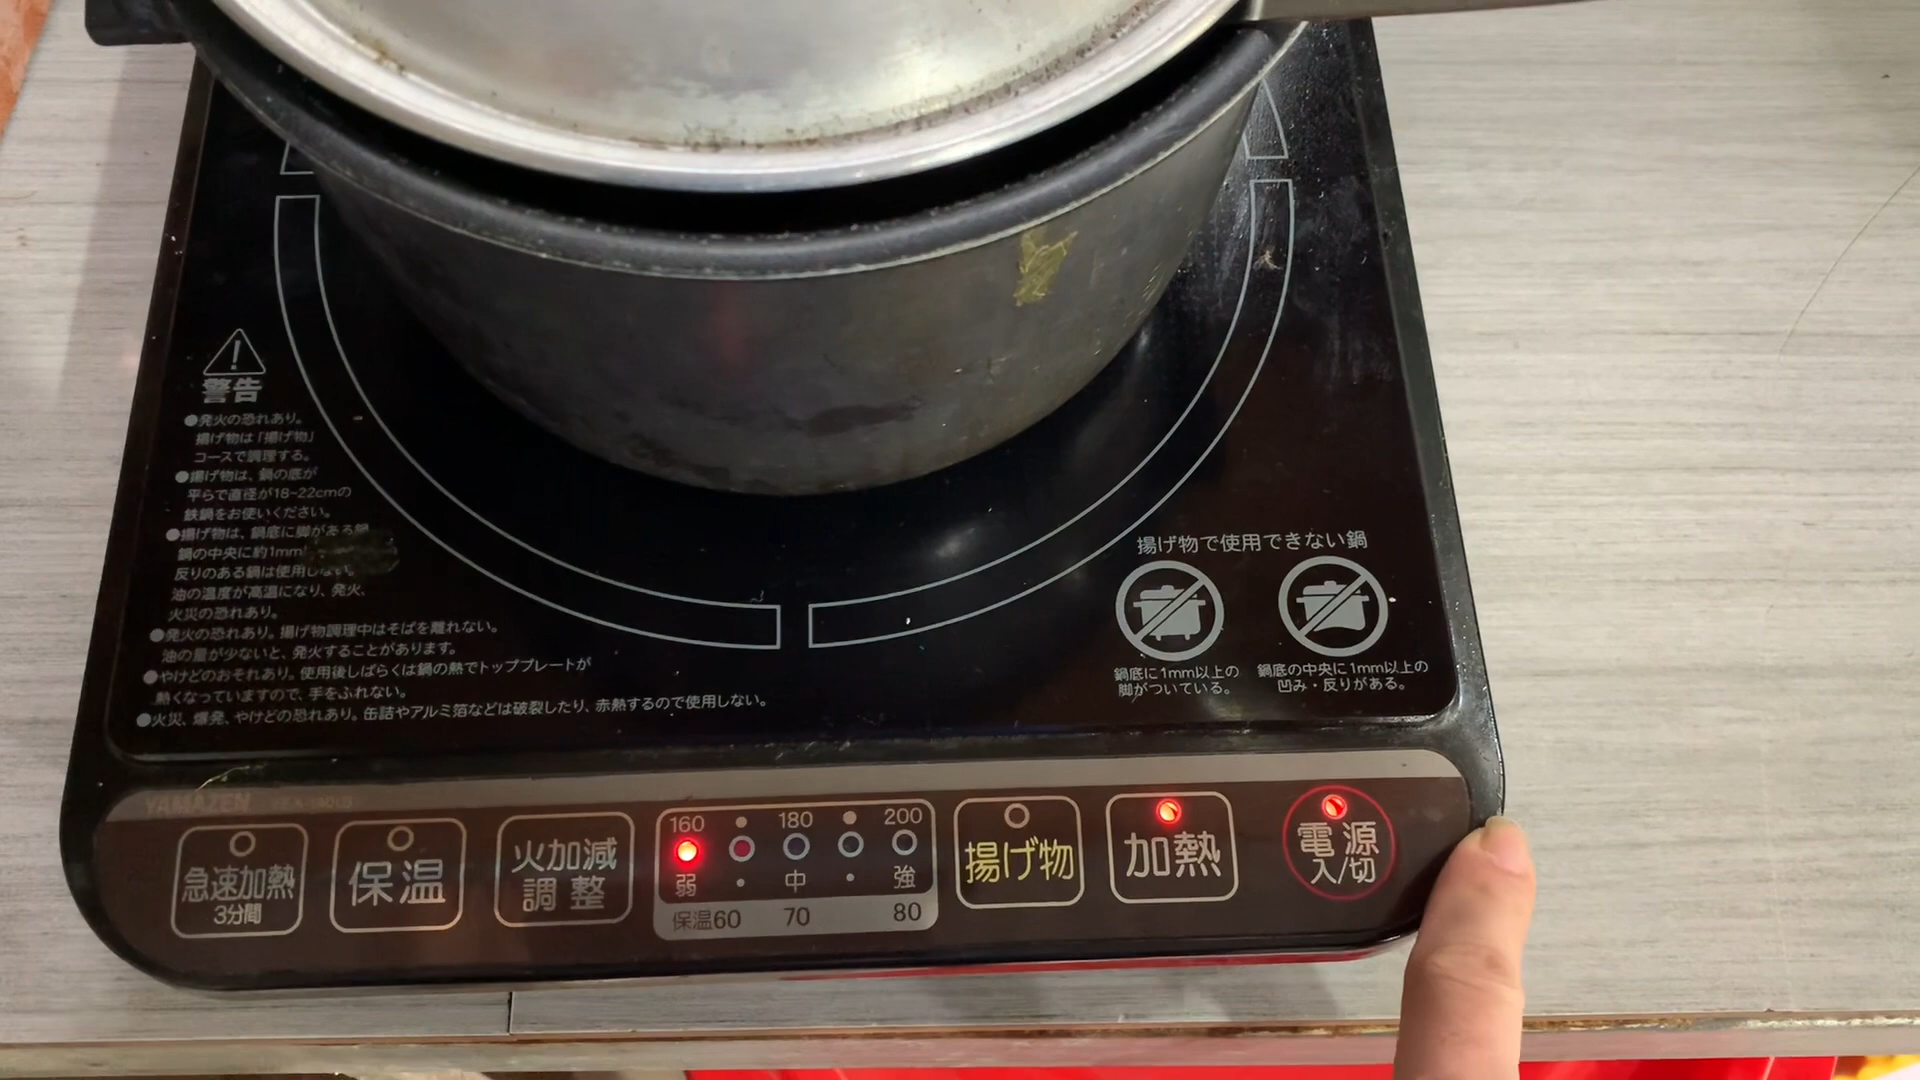 警告
●発火の恐れあり。
揚げ物は「揚げ物」
コースで調理する。
●揚げ物は、鍋の底が
平らで直径が18~22cmの
鉄鍋をお使いください。
●揚げ物は、鍋底に脚がある鍋
鍋の中央に約1mm
反りのある鍋は使用しない。
油の温度が高温になり、発火、
火災の恐れあり。
●発火の恐れあり。揚げ物調理中はそばを離れない。
油の量が少ないと、発火することがあります。
●やけどのおそれあり。使用後しばらくは鍋の熱でトッププレートが
熱くなっていますので、手をふれない。
●火災、爆発、やけどの恐れあり。缶詰やアルミ箔などは破裂したり、赤熱するので使用しない。
揚げ物で使用できない鍋
鍋底に1mm以上の
脚がついている。
鍋底の中央に1mm以上の
凹み・反りがある。
YAMAZEN
急速加熱
3分間
保温
火加減
調整
160 ● 180 ● 200
弱 • 中 • 強
保温60 70 80
揚げ物
加熱
電源
入/切